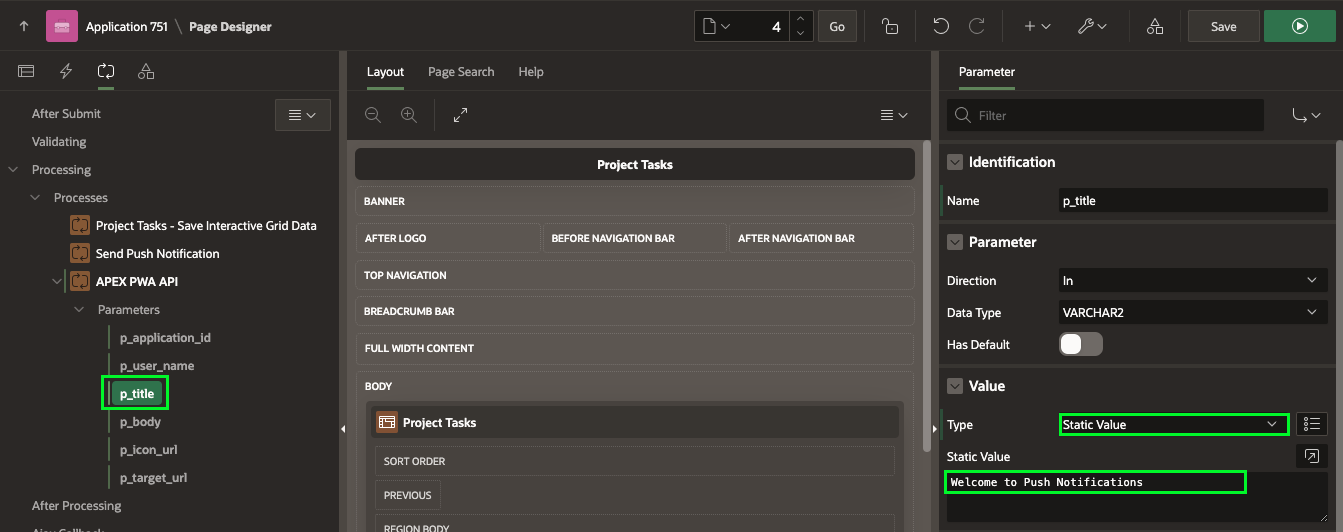 Application 751 \ Page Designer
4
Go
Save
After Submit
Validating
Processing
Processes
Project Tasks - Save Interactive Grid Data
Send Push Notification
APEX PWA API
Parameters
p_application_id
p_user_name
p_title
p_body
p_icon_url
p_target_url
After Processing
Ajax Callback
Layout
Page Search
Help
Project Tasks
BANNER
AFTER LOGO
BEFORE NAVIGATION BAR
AFTER NAVIGATION BAR
TOP NAVIGATION
BREADCRUMB BAR
FULL WIDTH CONTENT
BODY
Project Tasks
SORT ORDER
PREVIOUS
REGION BODY
Parameter
Filter
Identification
Name
p_title
Parameter
Direction
In
Data Type
VARCHAR2
Has Default
Value
Type
Static Value
Static Value
Welcome to Push Notifications